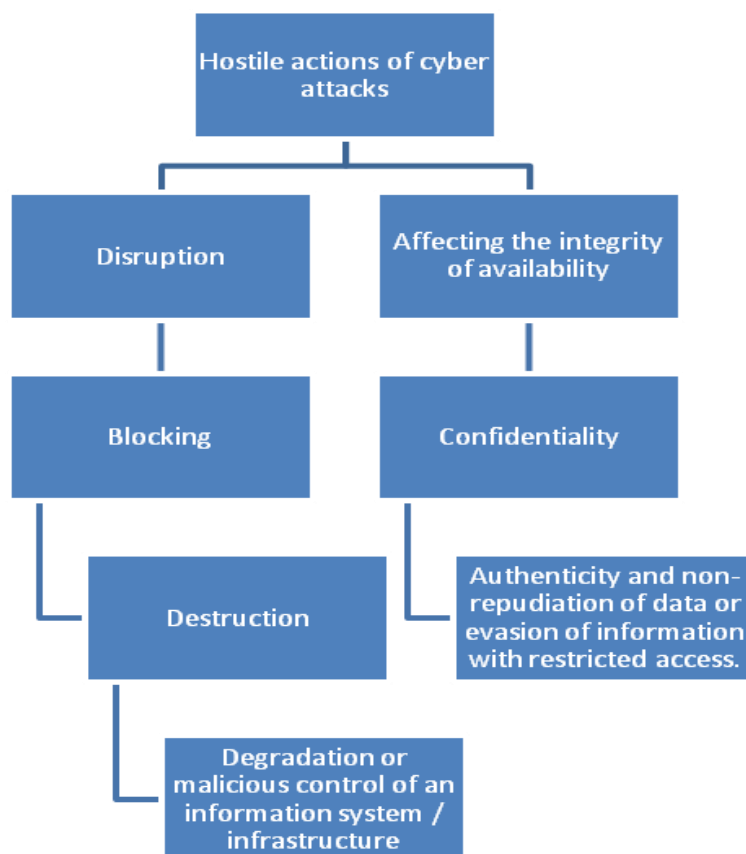 Hostile actions of cyber
attacks
Disruption
Affecting the integrity
of availability
Blocking
Confidentiality
Destruction
Authenticity and non-
repudiation of data or
evasion of information
with restricted access.
Degradation or
malicious control of an
information system /
infrastructure